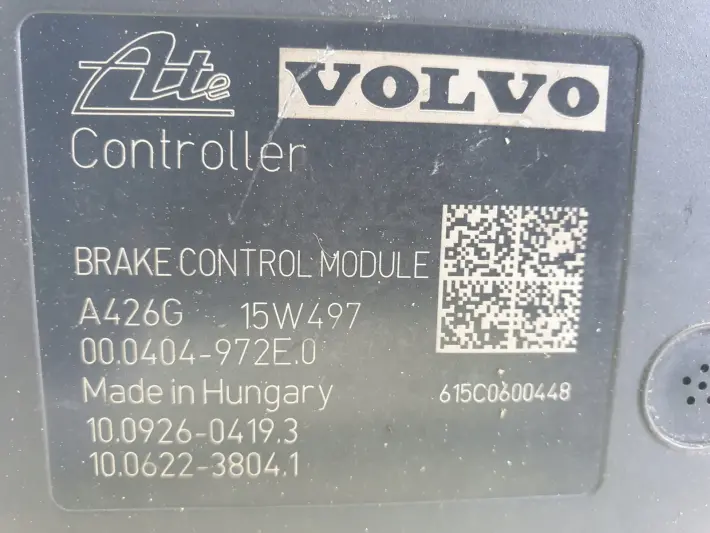 Ate VOLVO
Controller
BRAKE CONTROL MODULE
A426G 15W497
00.0404-972E.0
Made in Hungary
615C0600448
10.0926-0419.3
10.0622-3804.1